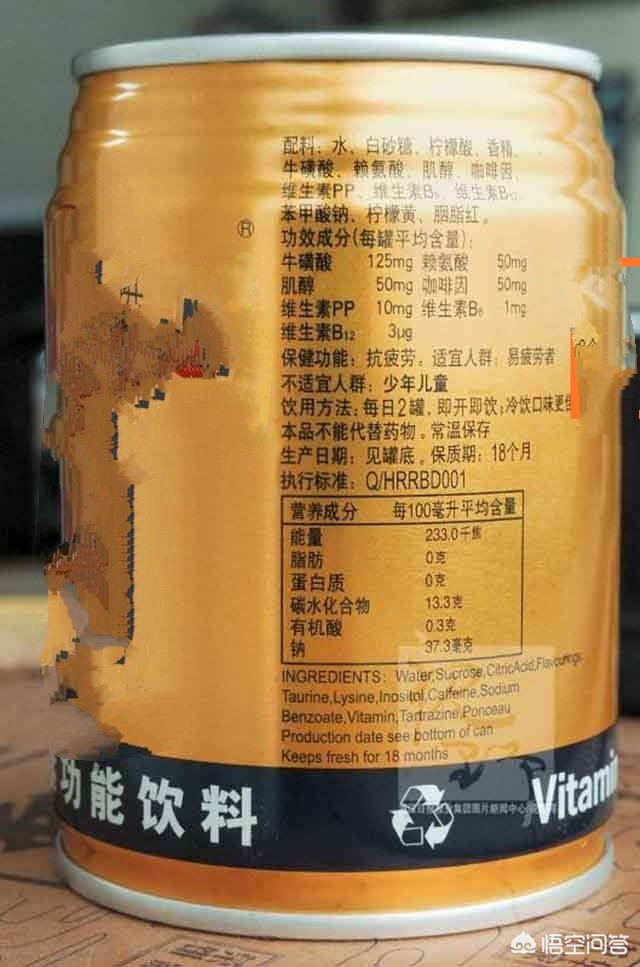 配料：水、白砂糖、柠檬酸、香精、
牛磺酸、赖氨酸、肌醇、咖啡因、
维生素PP、维生素B₆、维生素B₁₂、
苯甲酸钠、柠檬黄、胭脂红。
®
功效成分(每罐平均含量)：
牛磺酸 125mg 赖氨酸 50mg
肌醇 50mg 咖啡因 50mg
维生素PP 10mg 维生素B₆ 1mg
维生素B₁₂ 3μg
保健功能：抗疲劳。适宜人群：易疲劳者
不适宜人群：少年儿童
饮用方法：每日2罐，即开即饮；冷饮口味更佳
本品不能代替药物。常温保存
生产日期：见罐底。保质期：18个月
执行标准：Q/HRRBD001
营养成分 每100毫升平均含量
能量 233.0千焦
脂肪 0克
蛋白质 0克
碳水化合物 13.3克
有机酸 0.3克
钠 37.3毫克
INGREDIENTS: Water,Sucrose,CitricAcid,Flavourings,
Taurine,Lysine,Inositol,Caffeine,Sodium
Benzoate,Vitamin,Tartrazine,Ponceau
Production date see bottom of can
Keeps fresh for 18 months
功能饮料
Vitamin
悟空问答